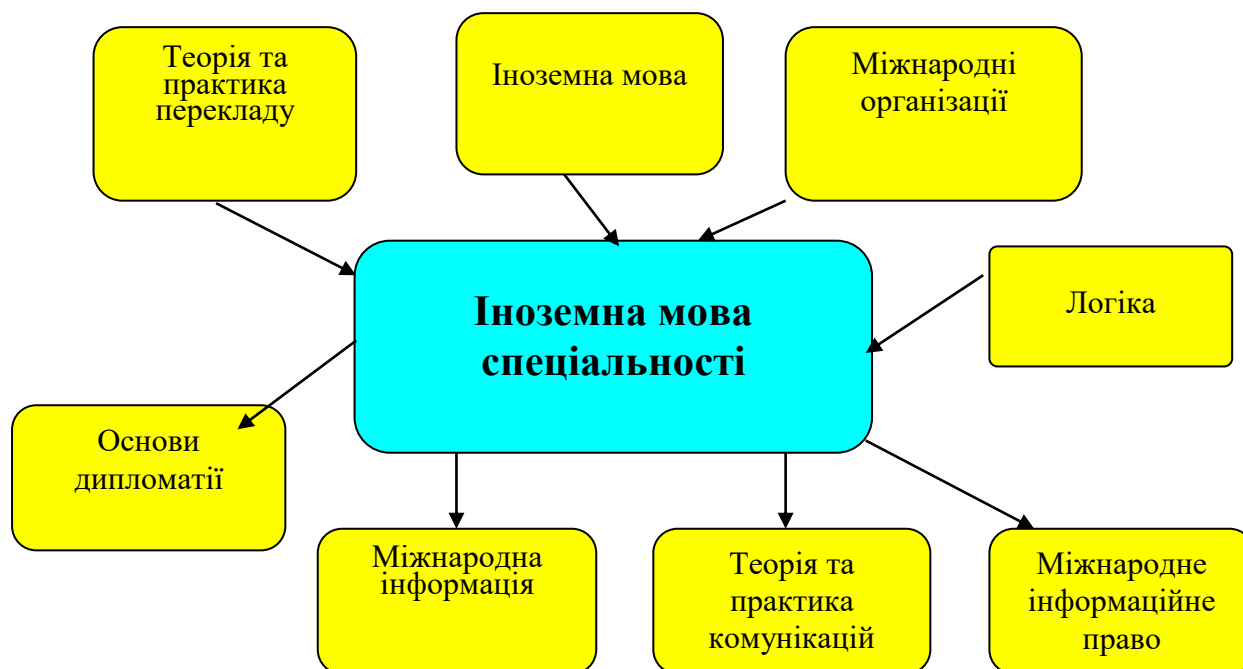 Теорія та
практика
перекладу
Іноземна мова
Міжнародні
організації
Іноземна мова
спеціальності
Логіка
Основи
дипломатії
Міжнародна
інформація
Теорія та
практика
комунікацій
Міжнародне
інформаційне
право